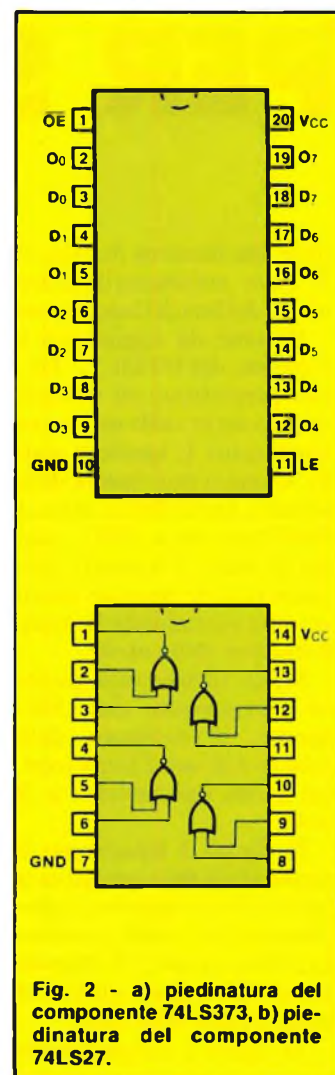 OE 1 20 VCC
O0 2 19 O7
D0 3 18 D7
D1 4 17 D6
O1 5 16 O6
O2 6 15 O5
D2 7 14 D5
D3 8 13 D4
O3 9 12 O4
GND 10 11 LE
1 14 VCC
2 13
3 12
4 11
5 10
6 9
GND 7 8
Fig. 2 - a) piedinatura del
componente 74LS373, b) pie-
dinatura del componente
74LS27.